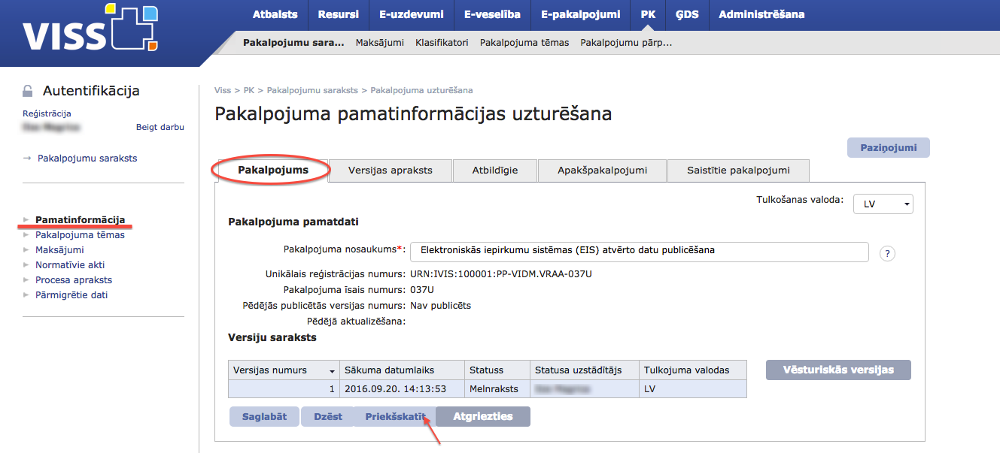 VISS
Atbalsts Resursi E-uzdevumi E-veselība E-pakalpojumi PK ĢDS Administrēšana
Pakalpojumu sara... Maksājumi Klasifikatori Pakalpojuma tēmas Pakalpojumu pārp...
Autentifikācija
Reģistrācija
Beigt darbu
→ Pakalpojumu saraksts
Pamatinformācija
Pakalpojuma tēmas
Maksājumi
Normatīvie akti
Procesa apraksts
Pārmigrētie dati
Viss > PK > Pakalpojumu saraksts > Pakalpojuma uzturēšana
Pakalpojuma pamatinformācijas uzturēšana
Paziņojumi
Pakalpojums Versijas apraksts Atbildīgie Apakšpakalpojumi Saistītie pakalpojumi
Tulkošanas valoda: LV
Pakalpojuma pamatdati
Pakalpojuma nosaukums*: Elektroniskās iepirkumu sistēmas (EIS) atvērto datu publicēšana ?
Unikālais reģistrācijas numurs: URN:IVIS:100001:PP-VIDM.VRAA-037U
Pakalpojuma īsais numurs: 037U
Pēdējās publicētās versijas numurs: Nav publicēts
Pēdējā aktualizēšana:
Versiju saraksts
Versijas numurs Sākuma datumlaiks Statuss Statusa uzstādītājs Tulkojuma valodas
1 2016.09.20. 14:13:53 Melnraksts LV
Vēsturiskās versijas
Saglabāt Dzēst Priekšskatīt Atgriezties